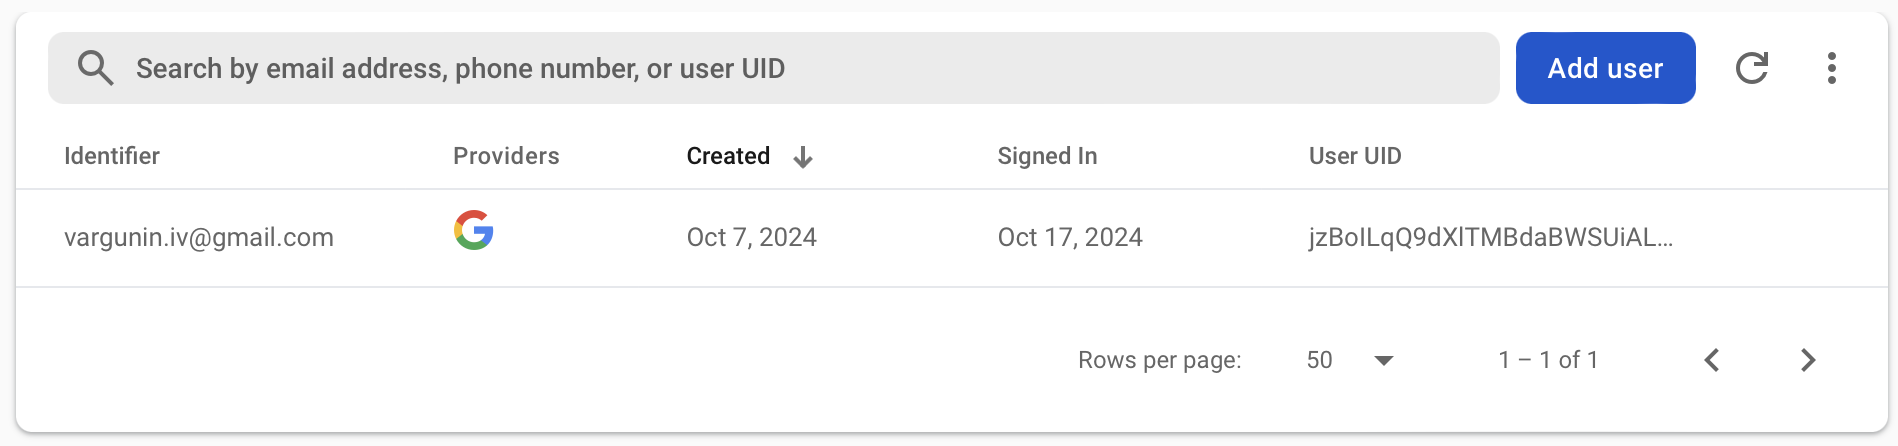 Search by email address, phone number, or user UID
Add user
Identifier Providers Created Signed In User UID
vargunin.iv@gmail.com Oct 7, 2024 Oct 17, 2024 jzBoILqQ9dXlTMBdaBWSUiAL...
Rows per page: 50 1 – 1 of 1